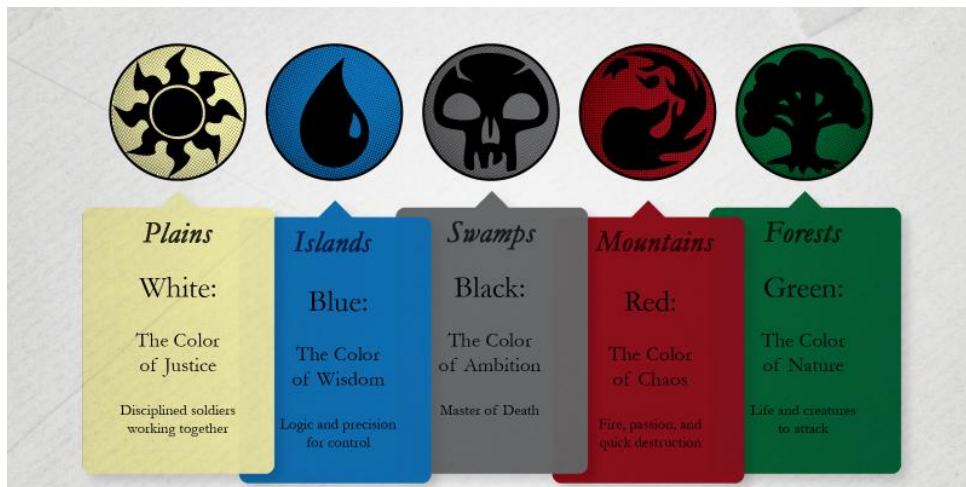 Plains
White:
The Color
of Justice
Disciplined soldiers
working together
Islands
Blue:
The Color
of Wisdom
Logic and precision
for control
Swamps
Black:
The Color
of Ambition
Master of Death
Mountains
Red:
The Color
of Chaos
Fire, passion, and
quick destruction
Forests
Green:
The Color
of Nature
Life and creatures
to attack